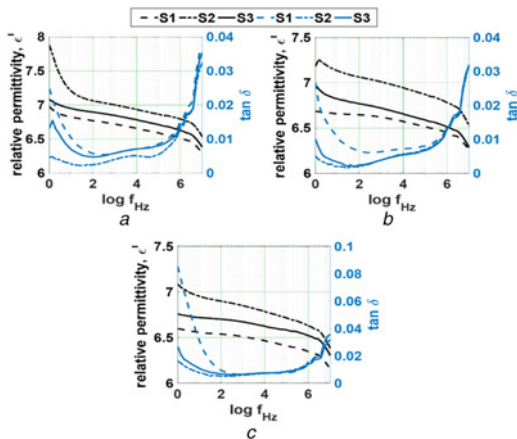 S1 S2 S3 S1 S2 S3
relative permittivity, ϵ'
8
7.5
7
6.5
6
0.04
0.03
0.02
0.01
0
tan δ
0 2 4 6
log f Hz
a
relative permittivity, ϵ'
7.5
7
6.5
6
0.04
0.03
0.02
0.01
0
tan δ
0 2 4 6
log f Hz
b
relative permittivity, ϵ'
7.5
7
6.5
6
0.1
0.08
0.06
0.04
0.02
0
tan δ
0 2 4 6
log f Hz
c